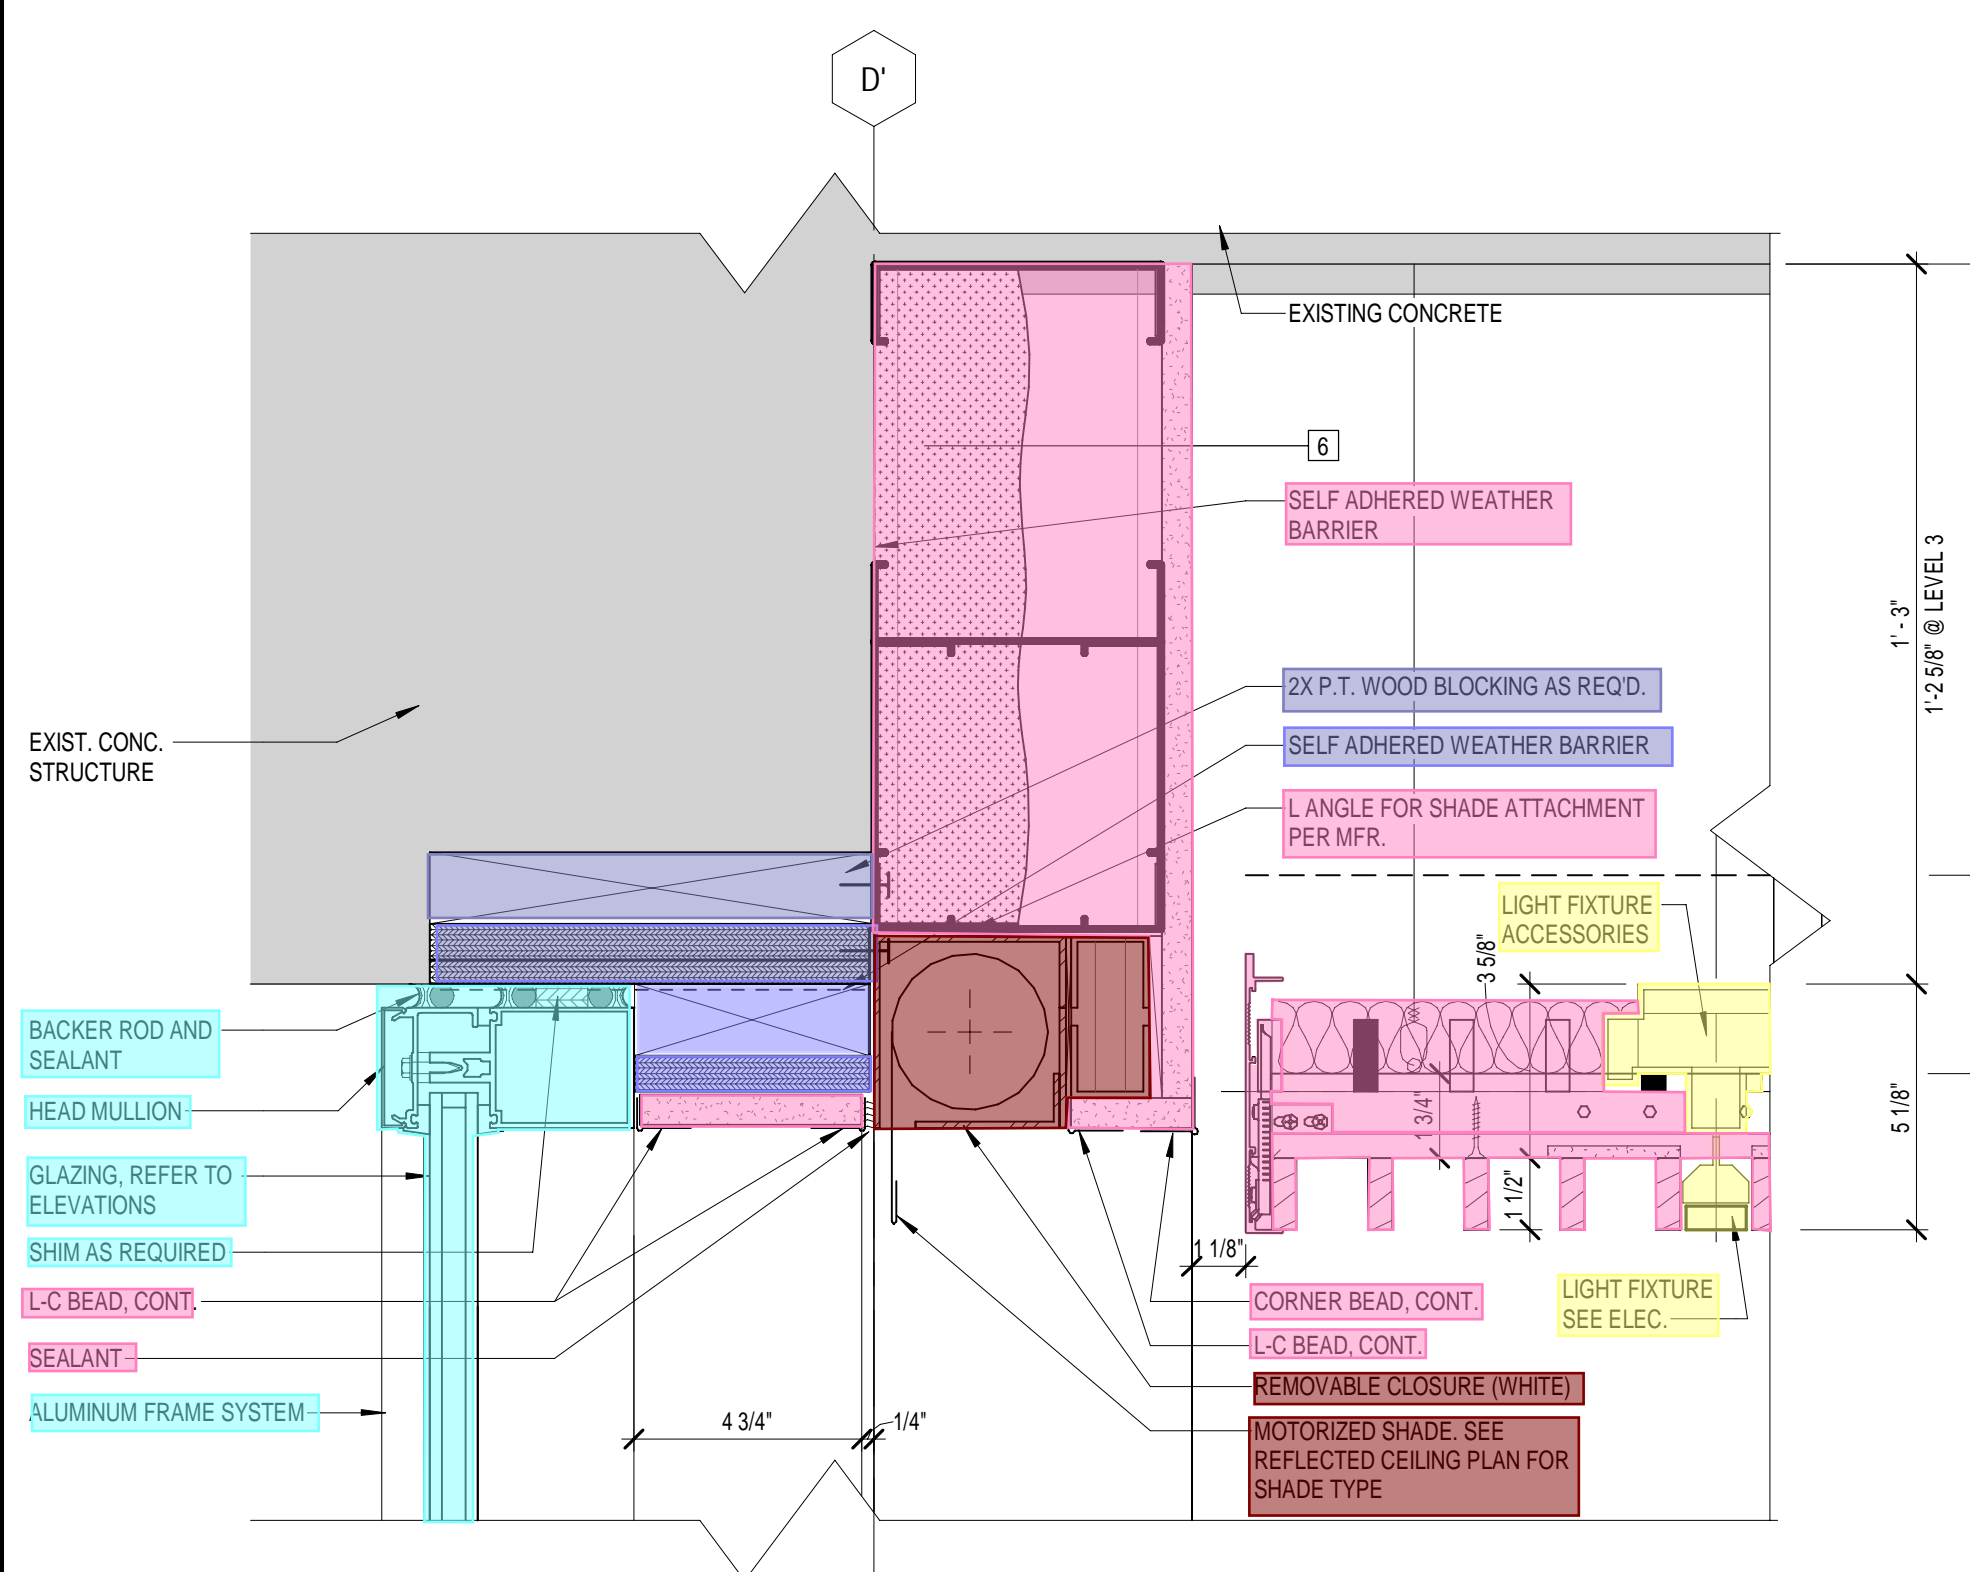 D'
EXISTING CONCRETE
6
SELF ADHERED WEATHER
BARRIER
1' - 3"
1'-2 5/8" @ LEVEL 3
2X P.T. WOOD BLOCKING AS REQ'D.
SELF ADHERED WEATHER BARRIER
EXIST. CONC.
STRUCTURE
L ANGLE FOR SHADE ATTACHMENT
PER MFR.
LIGHT FIXTURE
ACCESSORIES
3 5/8"
BACKER ROD AND
SEALANT
HEAD MULLION
1 3/4"
5 1/8"
GLAZING, REFER TO
ELEVATIONS
1 1/2"
SHIM AS REQUIRED
1 1/8"
L-C BEAD, CONT.
CORNER BEAD, CONT.
LIGHT FIXTURE
SEE ELEC.
SEALANT
L-C BEAD, CONT.
REMOVABLE CLOSURE (WHITE)
ALUMINUM FRAME SYSTEM
4 3/4"
1/4"
MOTORIZED SHADE. SEE
REFLECTED CEILING PLAN FOR
SHADE TYPE